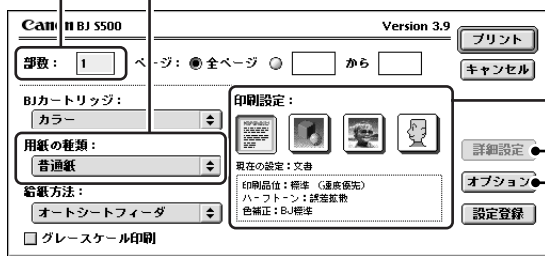 Canon BJ S500 Version 3.9
プリント
部数： 1 ページ： 全ページ から
キャンセル
BJカートリッジ：
カラー
用紙の種類：
普通紙
給紙方法：
オートシートフィーダ
グレースケール印刷
印刷設定：
現在の設定：文書
印刷品位：標準 （速度優先）
ハーフトーン：誤差拡散
色補正：BJ標準
詳細設定
オプション
設定登録